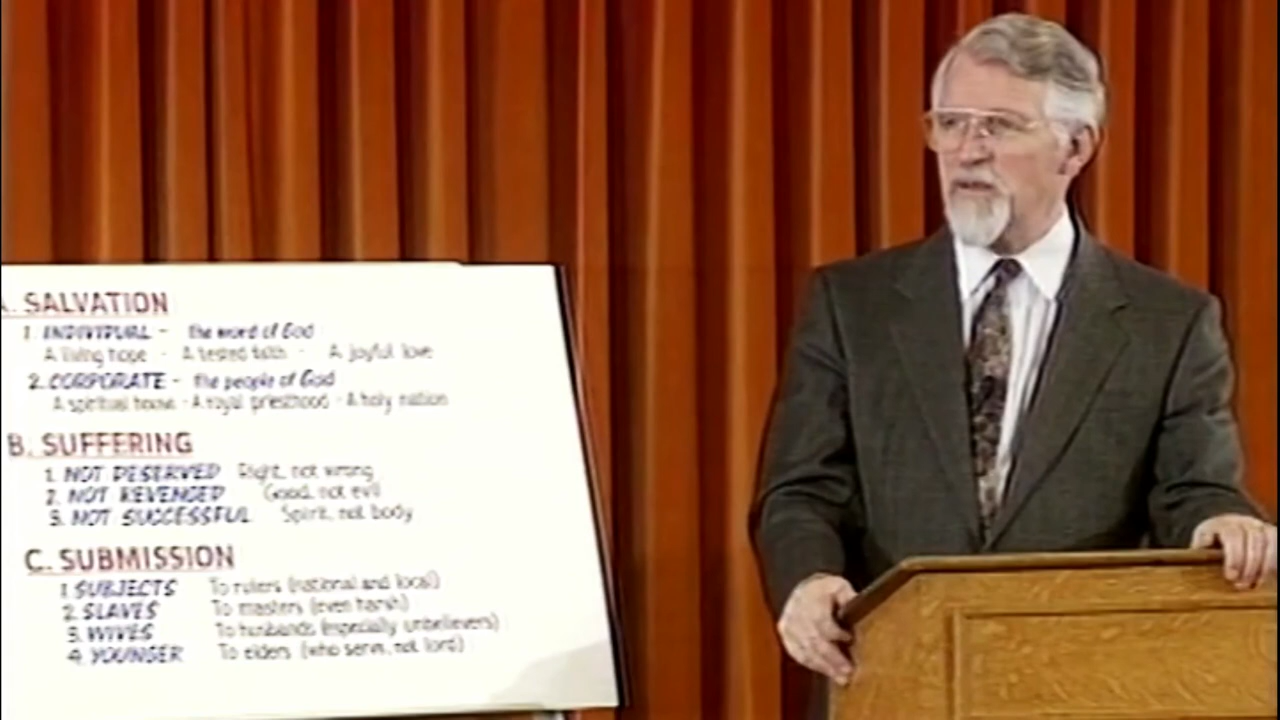 A. SALVATION
1. INDIVIDUAL - the word of God
A living hope - A tested faith - A joyful love
2. CORPORATE - the people of God
A spiritual house - A royal priesthood - A holy nation
B. SUFFERING
1. NOT DESERVED Right, not wrong
2. NOT REVENGED Good, not evil
3. NOT SUCCESSFUL Spirit, not body
C. SUBMISSION
1. SUBJECTS To rulers (national and local)
2. SLAVES To masters (even harsh)
3. WIVES To husbands (especially unbelievers)
4. YOUNGER To elders (who serve, not lord)